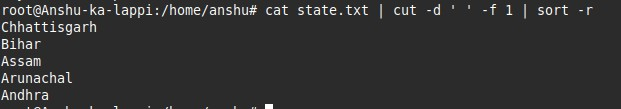 root@Anshu-ka-lappi:/home/anshu# cat state.txt | cut -d ' ' -f 1 | sort -r
Chhattisgarh
Bihar
Assam
Arunachal
Andhra